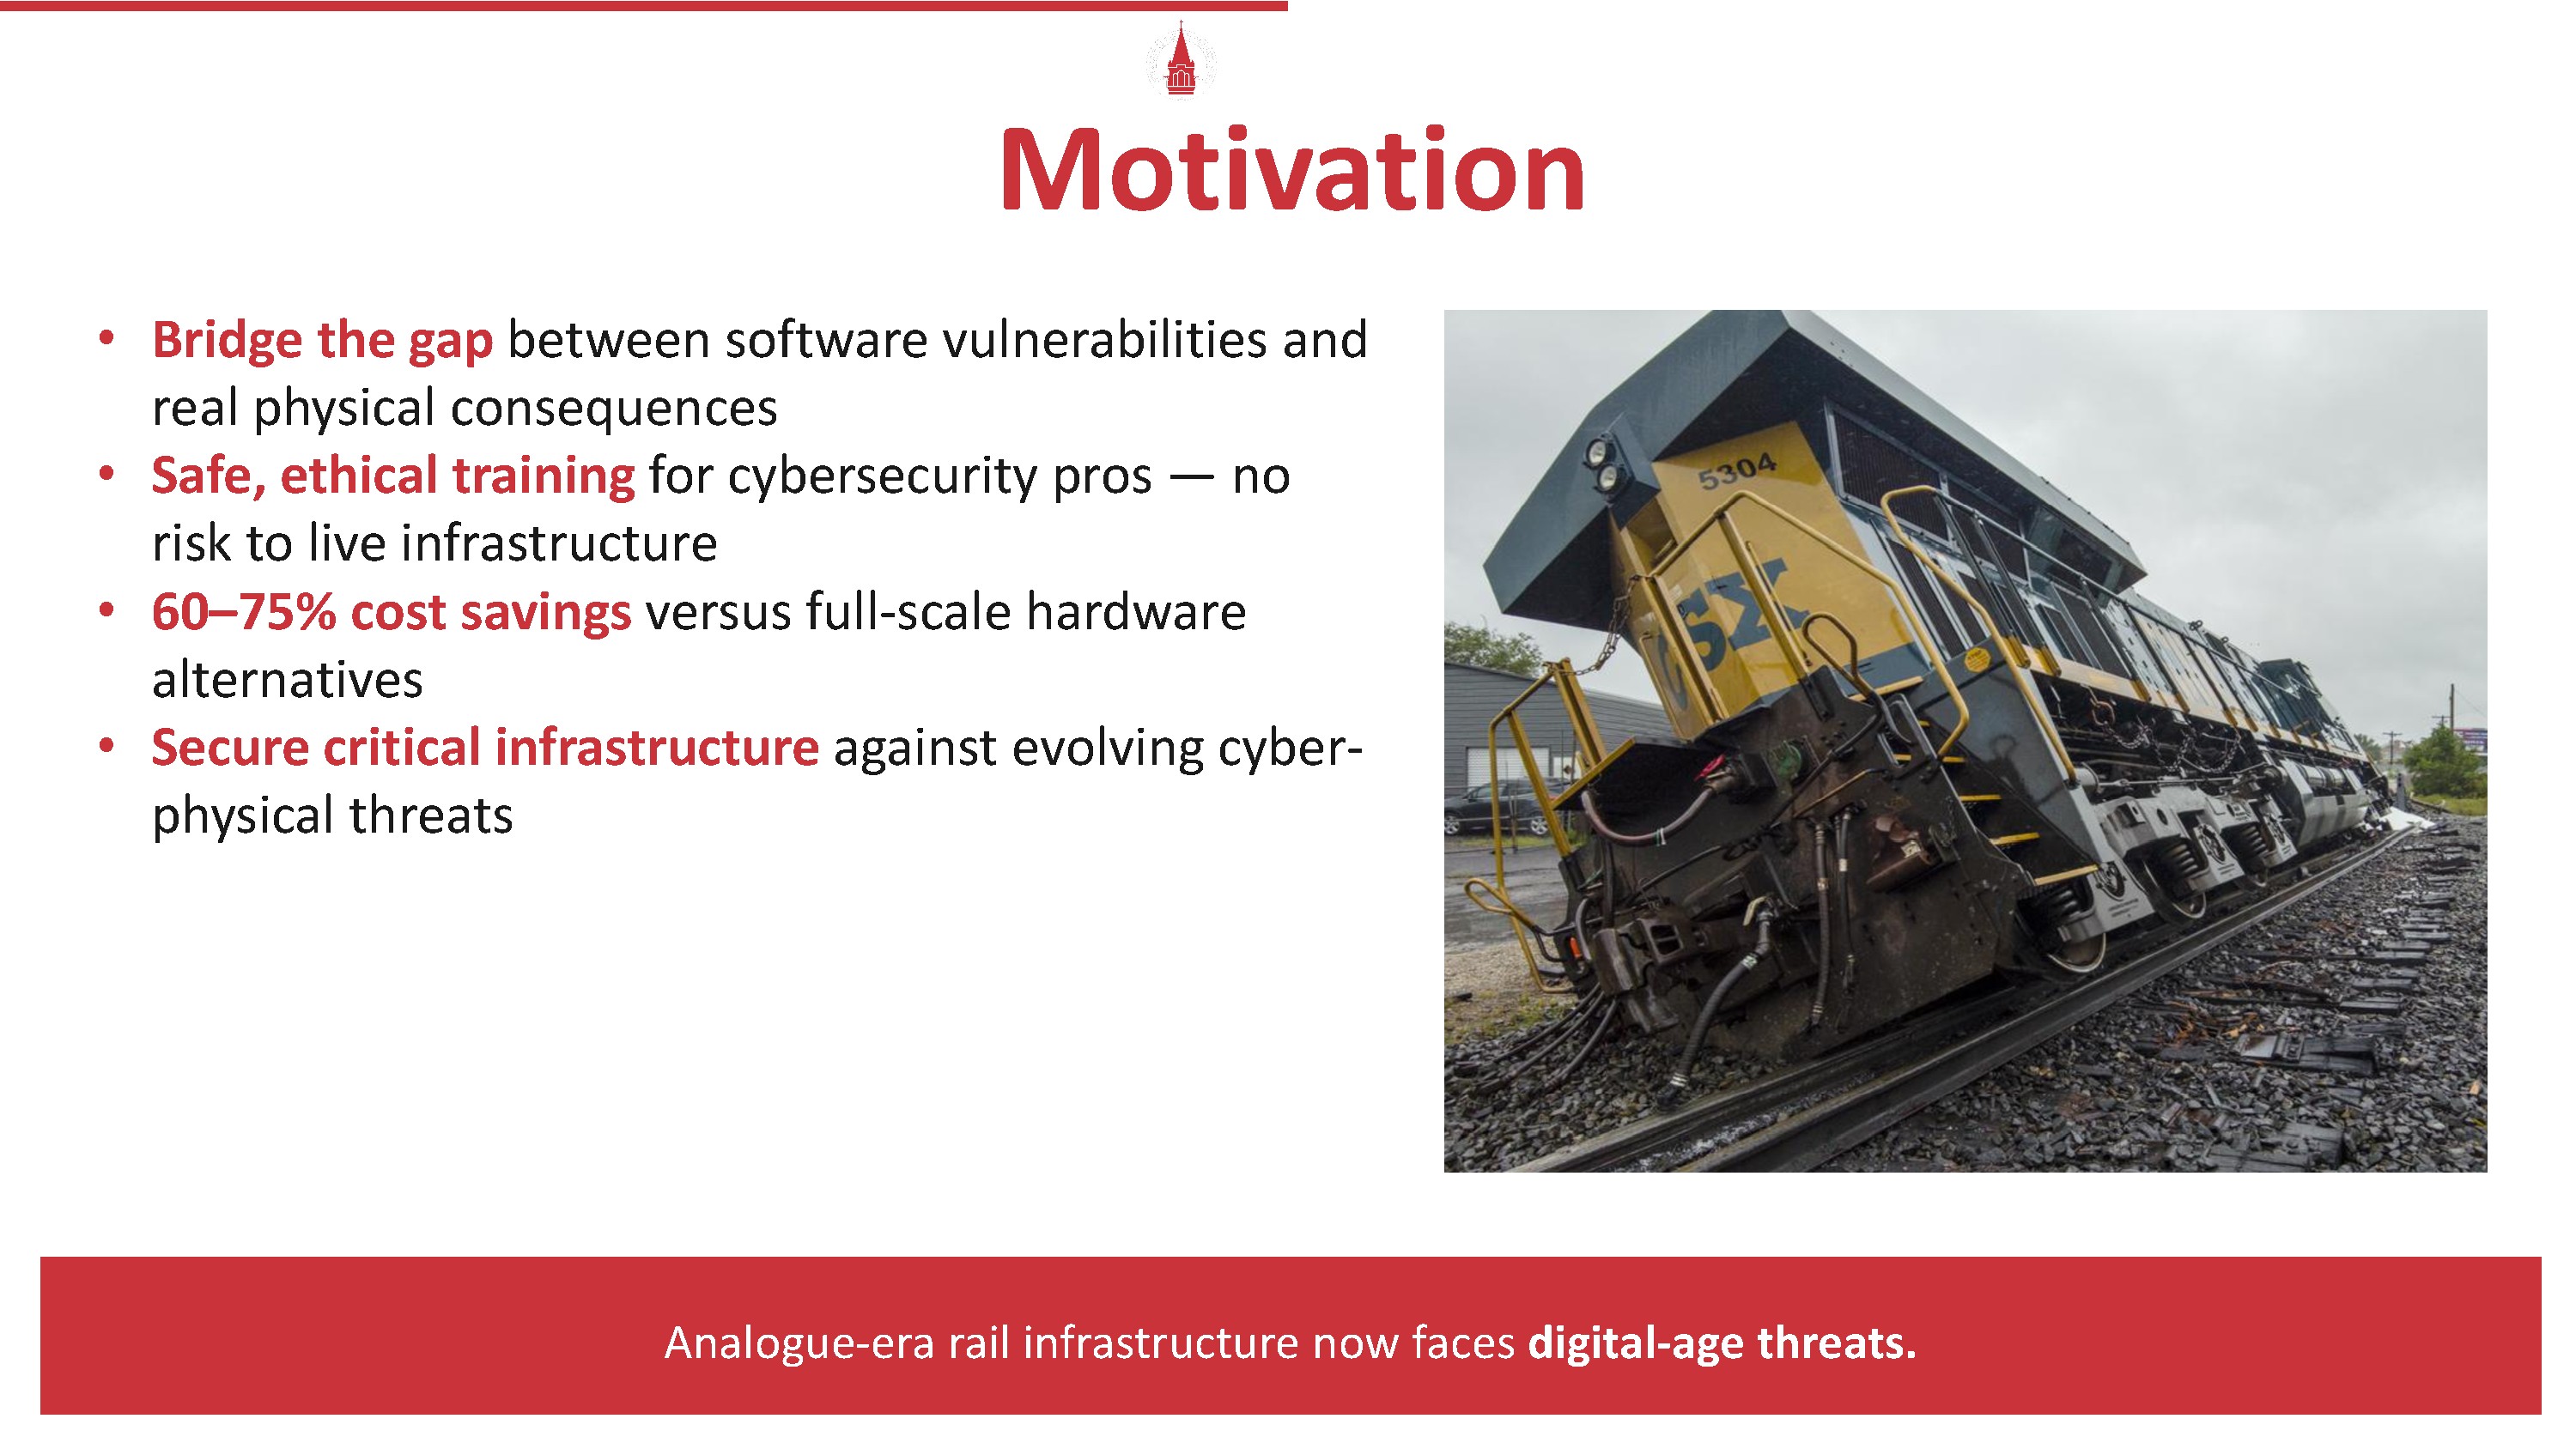 Motivation
• Bridge the gap between software vulnerabilities and
real physical consequences
• Safe, ethical training for cybersecurity pros — no
risk to live infrastructure
• 60–75% cost savings versus full-scale hardware
alternatives
• Secure critical infrastructure against evolving cyber-
physical threats
5304
CSX
Analogue-era rail infrastructure now faces digital-age threats.